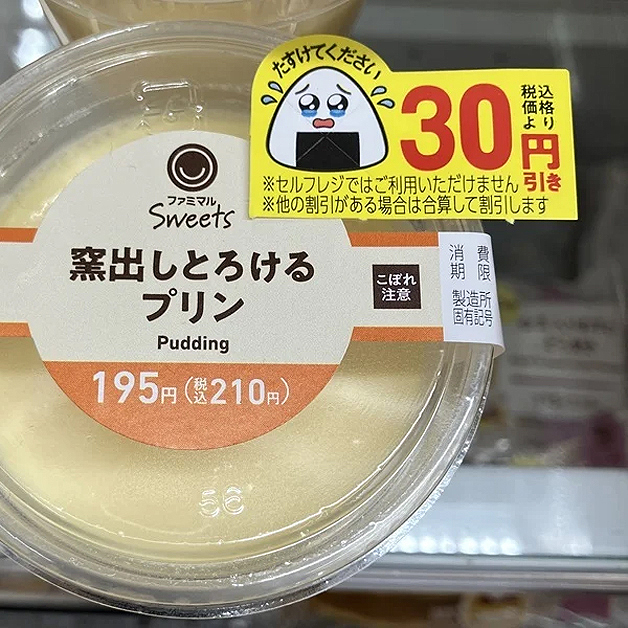 たすけてください
30円引き
税込価格より
※セルフレジではご利用いただけません
※他の割引がある場合は合算して割引します
ファミマル
Sweets
窯出しとろける
プリン
Pudding
195円(税込210円)
こぼれ
注意
消費
期限
製造所
固有記号
56